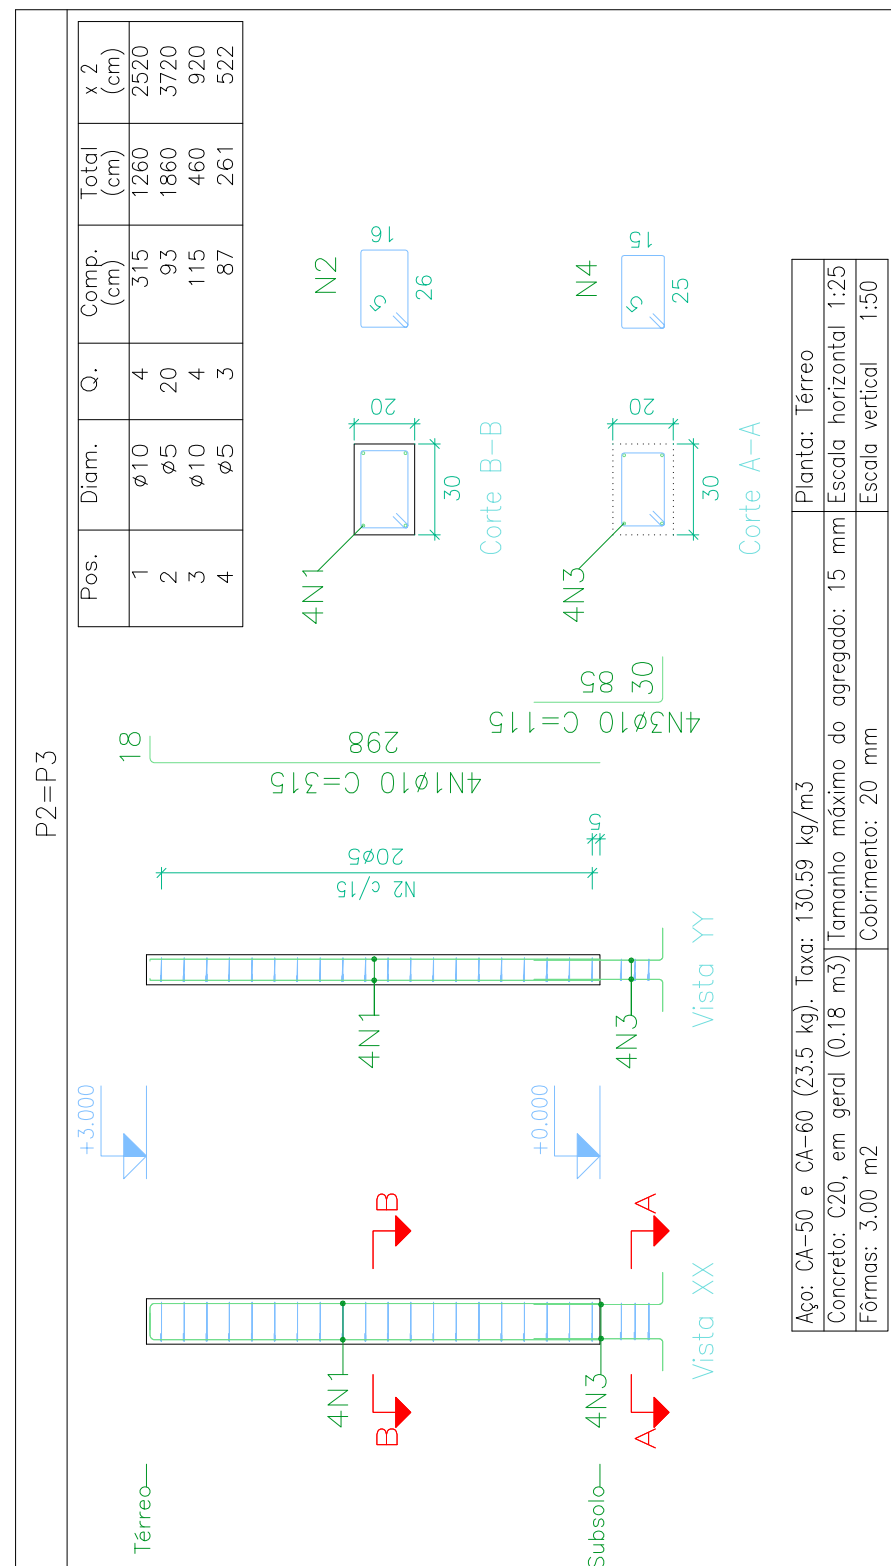 P2=P3
Pos. Diam. Q. Comp. (cm) Total (cm) x 2 (cm)
1 ø10 4 315 1260 2520
2 ø5 20 93 1860 3720
3 ø10 4 115 460 920
4 ø5 3 87 261 522
Térreo
Subsolo
4N1
4N3
B
B
A
A
Vista XX
+3.000
+0.000
4N1
4N3
Vista YY
N2 c/15
20ø5
5
18
298
4N1ø10 C=315
85
30
4N3ø10 C=115
4N1
20
30
Corte B-B
N2
16
26
5
4N3
20
30
Corte A-A
N4
15
25
5
Aço: CA-50 e CA-60 (23.5 kg). Taxa: 130.59 kg/m3
Planta: Térreo
Concreto: C20, em geral (0.18 m3)
Tamanho máximo do agregado: 15 mm
Escala horizontal 1:25
Fôrmas: 3.00 m2
Cobrimento: 20 mm
Escala vertical 1:50